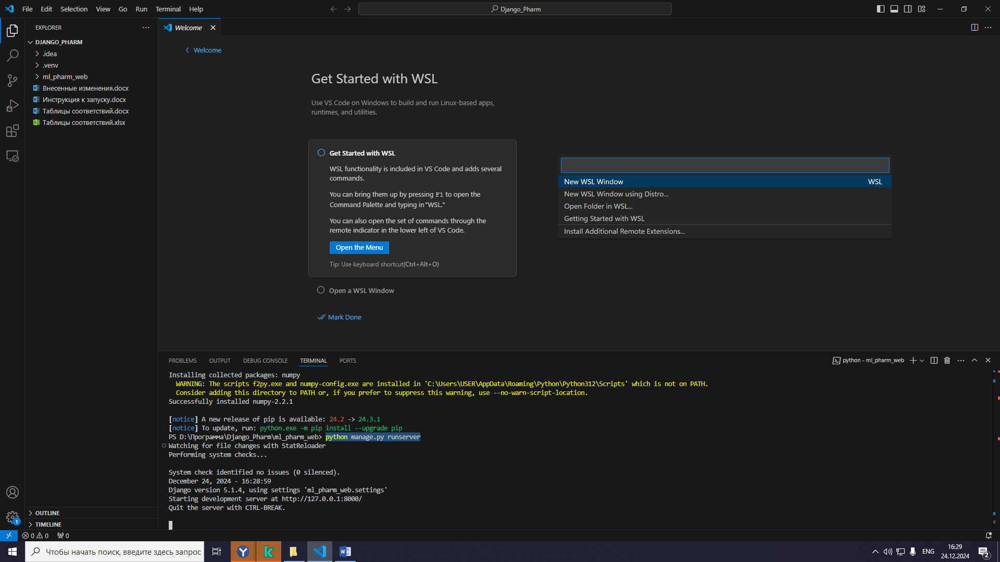 File Edit Selection View Go Run Terminal Help
Django_Pharm
EXPLORER
DJANGO_PHARM
.idea
.venv
ml_pharm_web
Внесенные изменения.docx
Инструкция к запуску.docx
Таблицы соответствий.docx
Таблицы соответствий.xlsx
OUTLINE
TIMELINE
Welcome
Welcome
Get Started with WSL
Use VS Code on Windows to build and run Linux-based apps,
runtimes, and utilities.
Get Started with WSL
WSL functionality is included in VS Code and adds several
commands.
You can bring them up by pressing F1 to open the
Command Palette and typing in "WSL."
You can also open the set of commands through the
remote indicator in the lower left of VS Code.
Open the Menu
Tip: Use keyboard shortcut(Ctrl+Alt+O)
Open a WSL Window
Mark Done
New WSL Window WSL
New WSL Window using Distro...
Open Folder in WSL...
Getting Started with WSL
Install Additional Remote Extensions...
PROBLEMS OUTPUT DEBUG CONSOLE TERMINAL PORTS
python - ml_pharm_web
Installing collected packages: numpy
WARNING: The scripts f2py.exe and numpy-config.exe are installed in 'C:\Users\USER\AppData\Roaming\Python\Python312\Scripts' which is not on PATH.
Consider adding this directory to PATH or, if you prefer to suppress this warning, use --no-warn-script-location.
Successfully installed numpy-2.2.1
[notice] A new release of pip is available: 24.2 -> 24.3.1
[notice] To update, run: python.exe -m pip install --upgrade pip
PS D:\Программа\Django_Pharm\ml_pharm_web> python manage.py runserver
Watching for file changes with StatReloader
Performing system checks...
System check identified no issues (0 silenced).
December 24, 2024 - 16:28:59
Django version 5.1.4, using settings 'ml_pharm_web.settings'
Starting development server at http://127.0.0.1:8000/
Quit the server with CTRL-BREAK.
1
0 0 0
Чтобы начать поиск, введите здесь запрос
ENG
16:29
24.12.2024
2